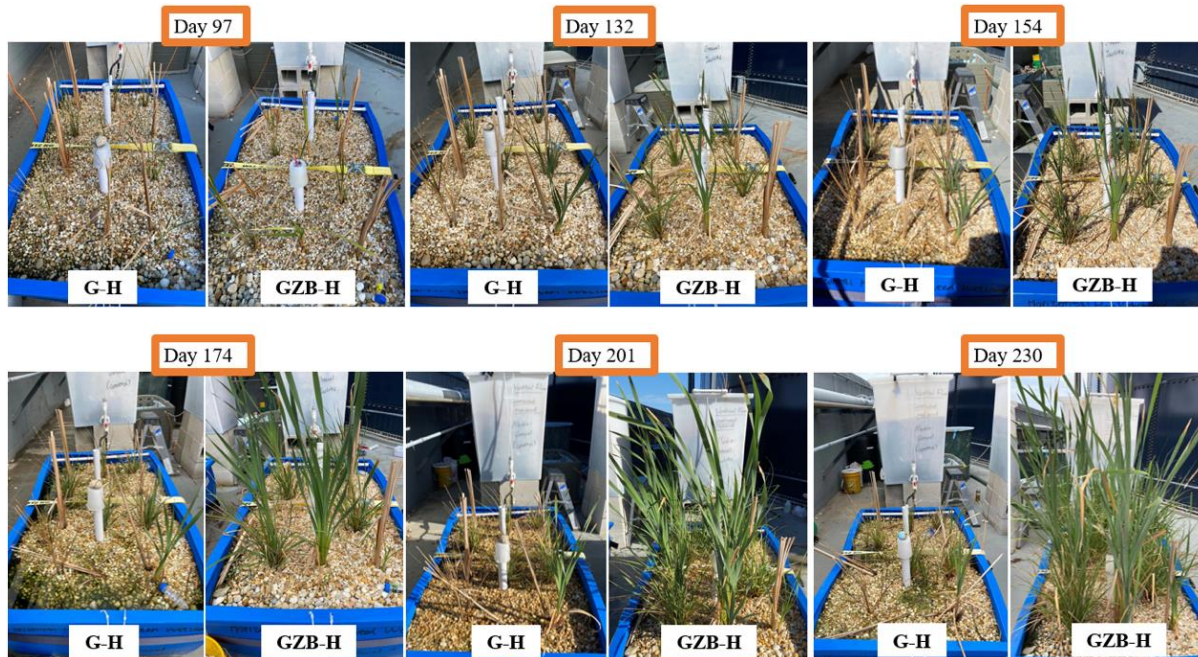 Day 97
Day 132
Day 154
G-H
GZB-H
G-H
GZB-H
G-H
GZB-H
Day 174
Day 201
Day 230
G-H
GZB-H
G-H
GZB-H
G-H
GZB-H